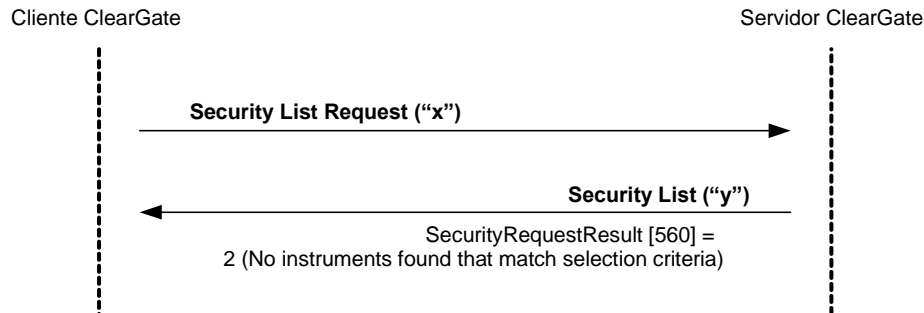 Cliente ClearGate
Servidor ClearGate
Security List Request (“x”)
Security List (“y”)
SecurityRequestResult [560] =
2 (No instruments found that match selection criteria)